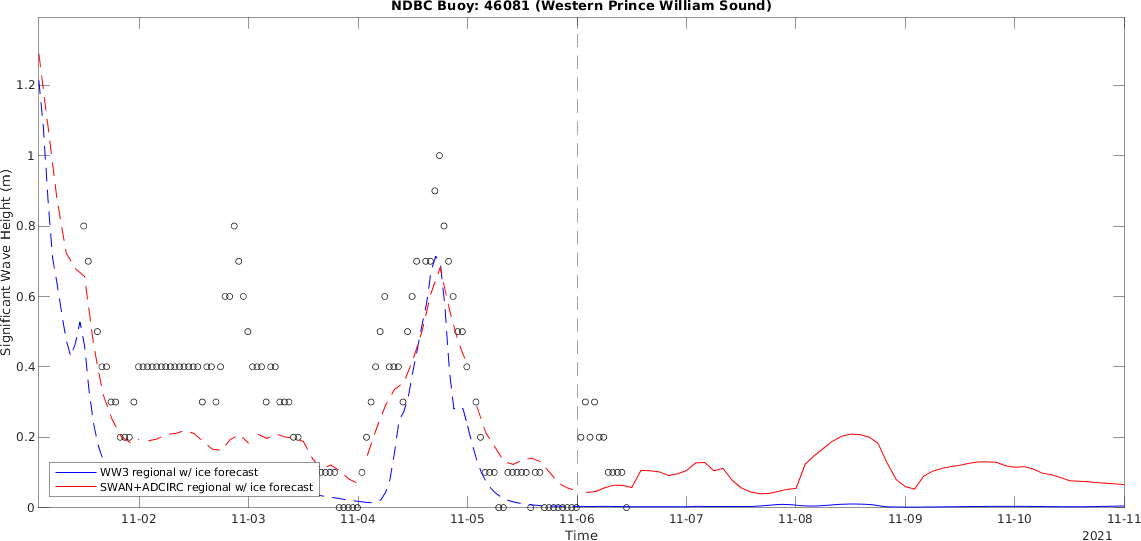 NDBC Buoy: 46081 (Western Prince William Sound)
Significant Wave Height (m)
1.2
1
0.8
0.6
0.4
0.2
0
WW3 regional w/ ice forecast
SWAN+ADCIRC regional w/ ice forecast
11-02 11-03 11-04 11-05 11-06 11-07 11-08 11-09 11-10 11-11
Time
2021